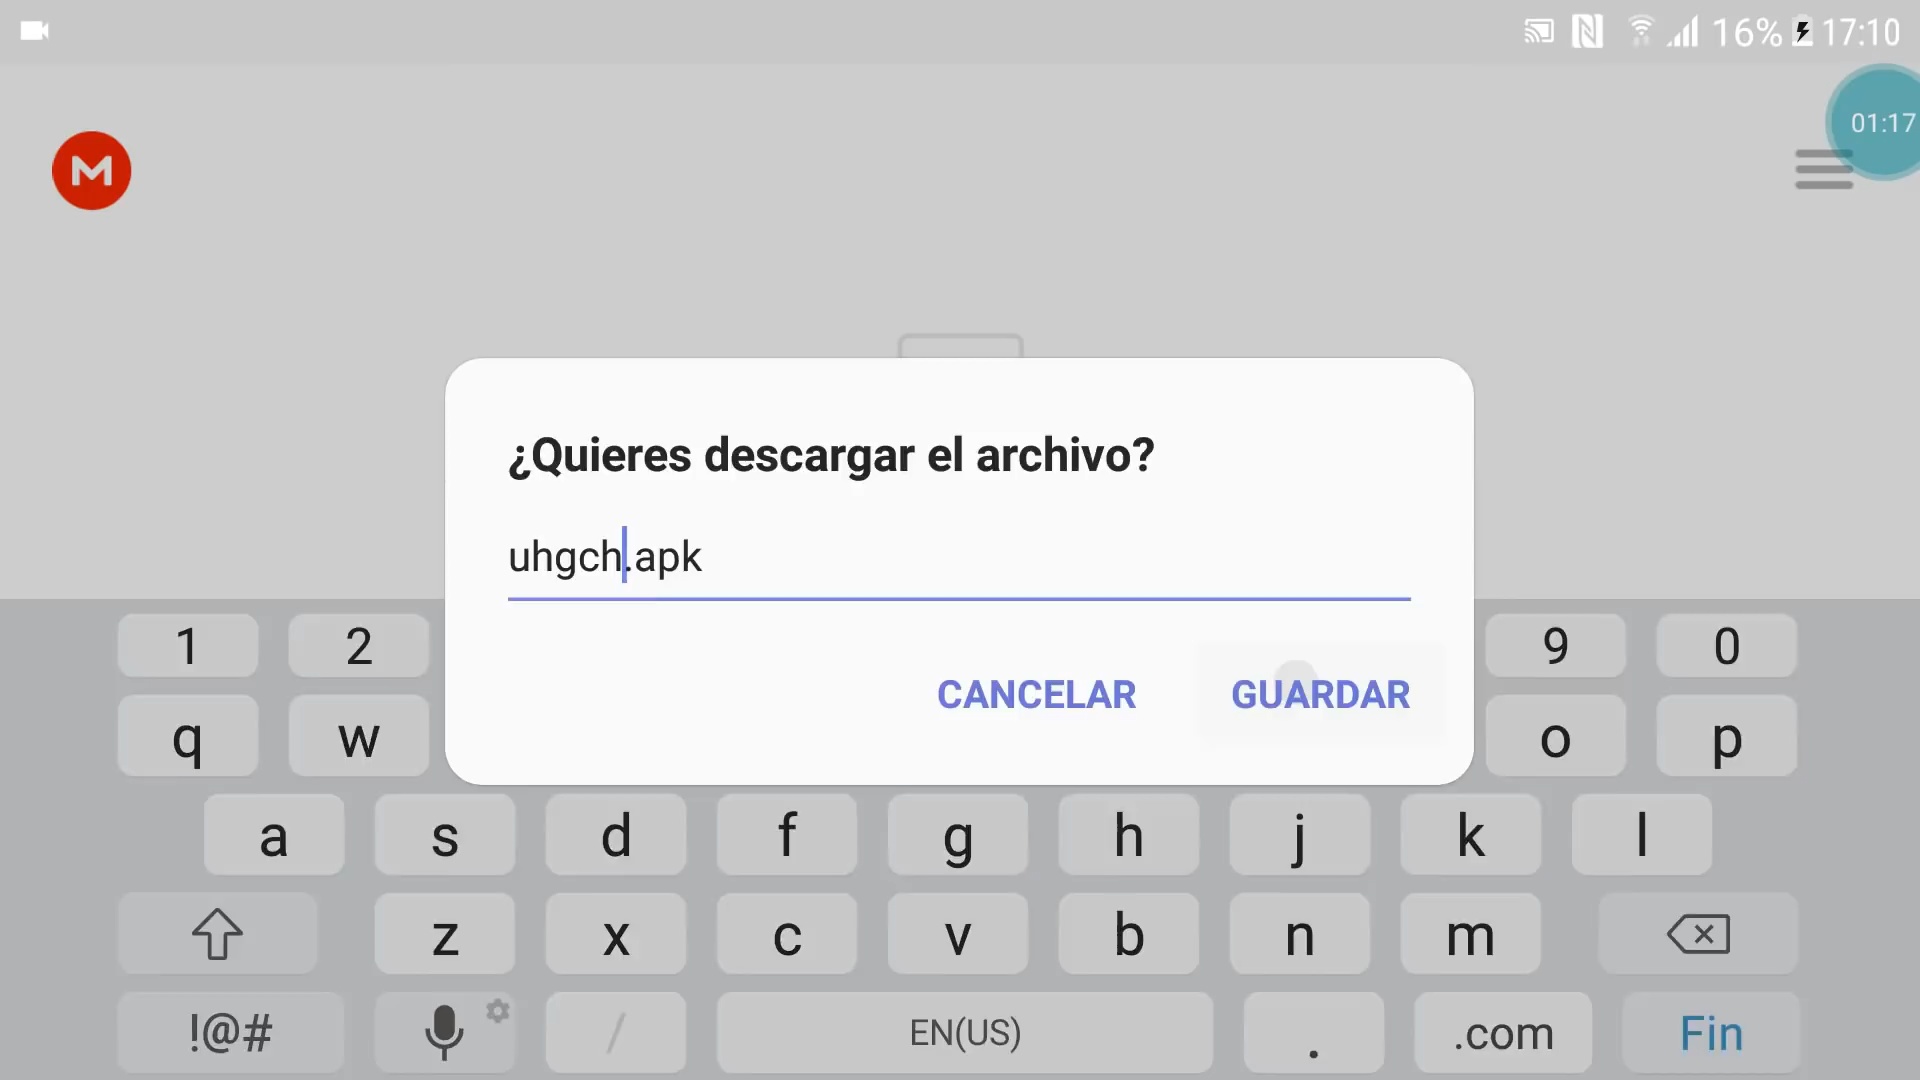 16% 17:10
01:17
M
¿Quieres descargar el archivo?
uhgch.apk
CANCELAR GUARDAR
1 2 9 0
q w o p
a s d f g h j k l
z x c v b n m
!@# / EN(US) . .com Fin